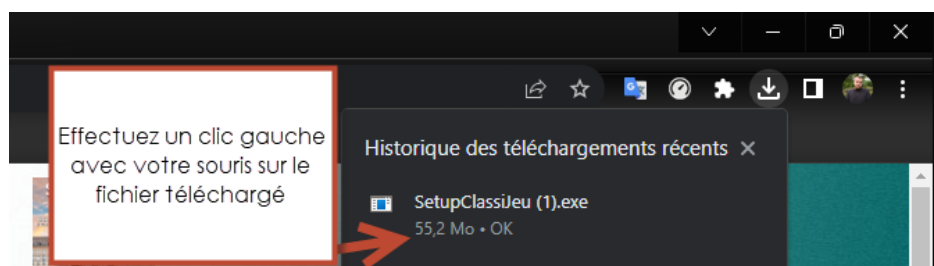 Effectuez un clic gauche
avec votre souris sur le
fichier téléchargé
Historique des téléchargements récents
SetupClassiJeu (1).exe
55,2 Mo • OK